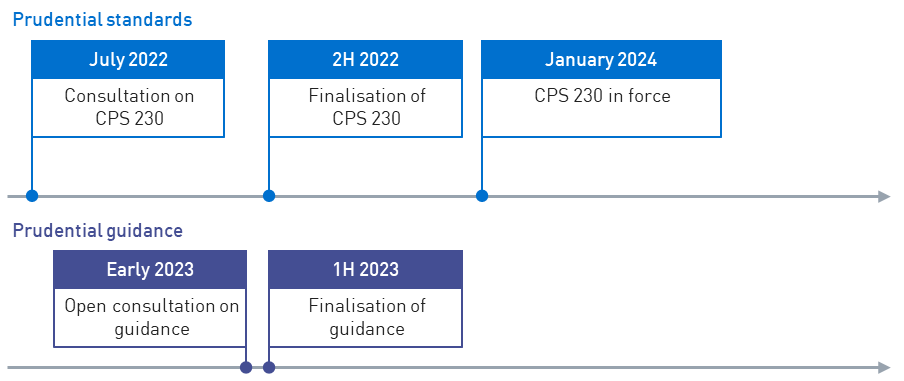 Prudential standards
July 2022
Consultation on
CPS 230
2H 2022
Finalisation of
CPS 230
January 2024
CPS 230 in force
Prudential guidance
Early 2023
Open consultation on
guidance
1H 2023
Finalisation of
guidance